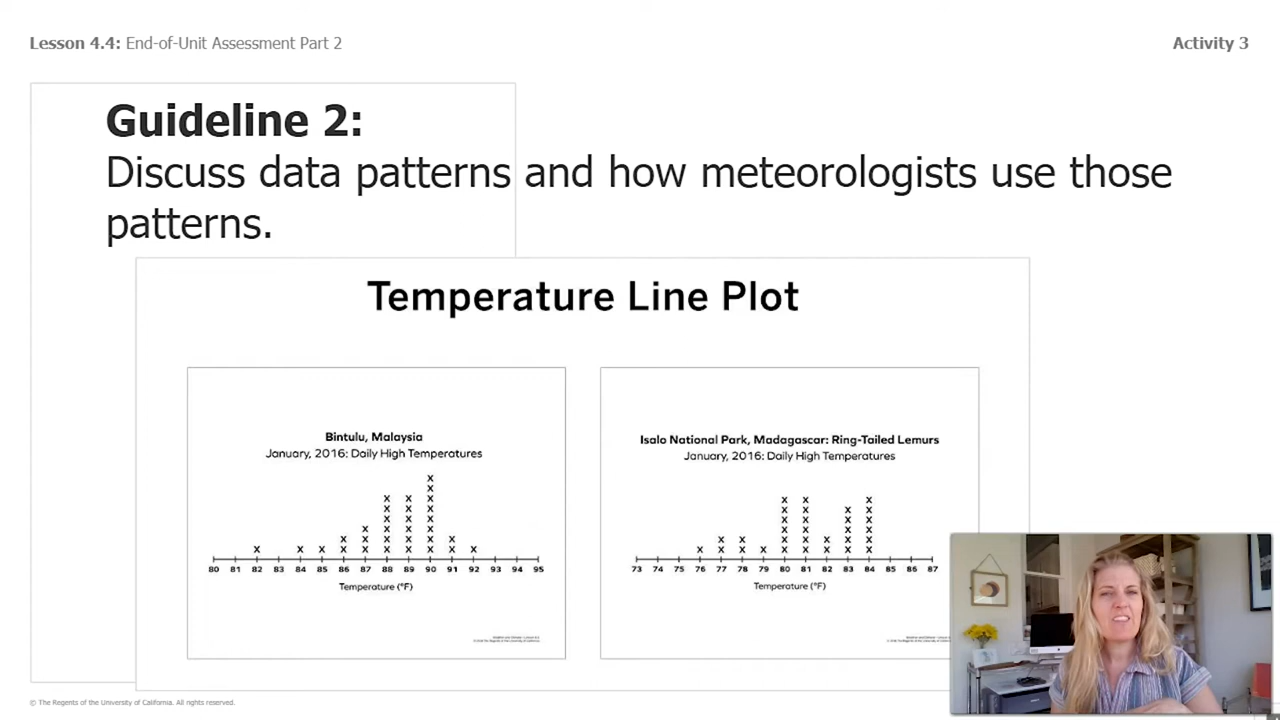 Lesson 4.4: End-of-Unit Assessment Part 2
Activity 3
Guideline 2:
Discuss data patterns and how meteorologists use those
patterns.
Temperature Line Plot
Bintulu, Malaysia
January, 2016: Daily High Temperatures
80 81 82 83 84 85 86 87 88 89 90 91 92 93 94 95
Temperature (°F)
Isalo National Park, Madagascar: Ring-Tailed Lemurs
January, 2016: Daily High Temperatures
73 74 75 76 77 78 79 80 81 82 83 84 85 86 87
Temperature (°F)
© The Regents of the University of California. All rights reserved.